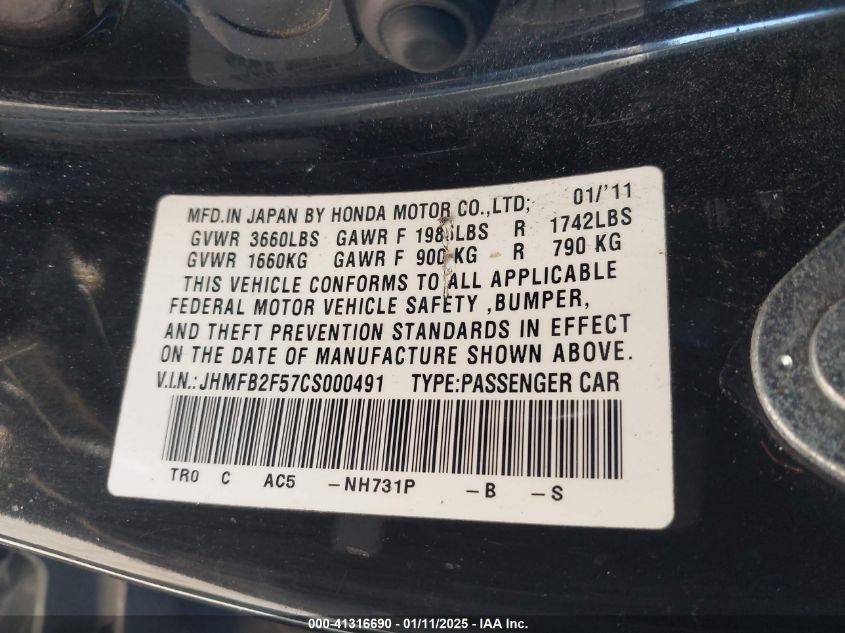 MFD.IN JAPAN BY HONDA MOTOR CO.,LTD; 01/'11
GVWR 3660LBS GAWR F 1985LBS R 1742LBS
GVWR 1660KG GAWR F 900 KG R 790 KG
THIS VEHICLE CONFORMS TO ALL APPLICABLE
FEDERAL MOTOR VEHICLE SAFETY ,BUMPER,
AND THEFT PREVENTION STANDARDS IN EFFECT
ON THE DATE OF MANUFACTURE SHOWN ABOVE.
V.I.N.: JHMFB2F57CS000491 TYPE:PASSENGER CAR
TR0 C AC5 -NH731P -B -S
000-41316690 - 01/11/2025 - IAA Inc.